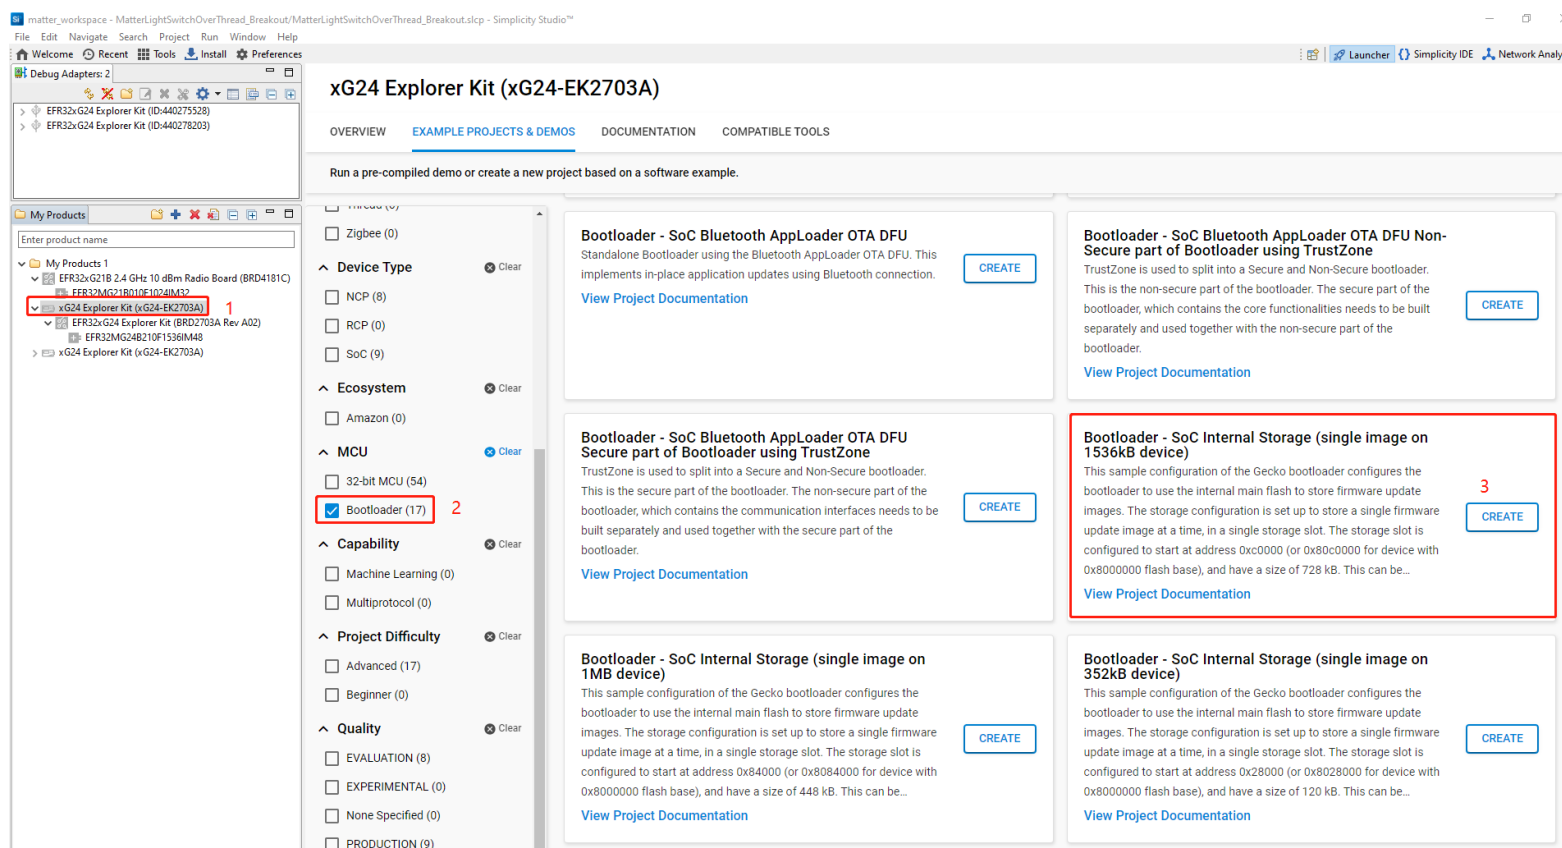 matter_workspace - MatterLightSwitchOverThread_Breakout/MatterLightSwitchOverThread_Breakout.slcp - Simplicity Studio™
File Edit Navigate Search Project Run Window Help
Welcome Recent Tools Install Preferences
Launcher Simplicity IDE Network Analy
Debug Adapters: 2
EFR32xG24 Explorer Kit (ID:440275528)
EFR32xG24 Explorer Kit (ID:440278203)
My Products
Enter product name
My Products 1
EFR32xG21B 2.4 GHz 10 dBm Radio Board (BRD4181C)
EFR32MG21B010F1024IM32
xG24 Explorer Kit (xG24-EK2703A)
1
EFR32xG24 Explorer Kit (BRD2703A Rev A02)
EFR32MG24B210F1536IM48
xG24 Explorer Kit (xG24-EK2703A)
xG24 Explorer Kit (xG24-EK2703A)
OVERVIEW EXAMPLE PROJECTS & DEMOS DOCUMENTATION COMPATIBLE TOOLS
Run a pre-compiled demo or create a new project based on a software example.
Thread (0)
Zigbee (0)
Device Type Clear
NCP (8)
RCP (0)
SoC (9)
Ecosystem Clear
Amazon (0)
MCU Clear
32-bit MCU (54)
Bootloader (17)
2
Capability Clear
Machine Learning (0)
Multiprotocol (0)
Project Difficulty Clear
Advanced (17)
Beginner (0)
Quality Clear
EVALUATION (8)
EXPERIMENTAL (0)
None Specified (0)
PRODUCTION (9)
Bootloader - SoC Bluetooth AppLoader OTA DFU
Standalone Bootloader using the Bluetooth AppLoader OTA DFU. This
implements in-place application updates using Bluetooth connection.
View Project Documentation
CREATE
Bootloader - SoC Bluetooth AppLoader OTA DFU Non-
Secure part of Bootloader using TrustZone
TrustZone is used to split into a Secure and Non-Secure bootloader.
This is the non-secure part of the bootloader. The secure part of the
bootloader, which contains the core functionalities needs to be built
separately and used together with the non-secure part of the
bootloader.
View Project Documentation
CREATE
Bootloader - SoC Bluetooth AppLoader OTA DFU
Secure part of Bootloader using TrustZone
TrustZone is used to split into a Secure and Non-Secure bootloader.
This is the secure part of the bootloader. The non-secure part of the
bootloader, which contains the communication interfaces needs to be
built separately and used together with the secure part of the
bootloader.
View Project Documentation
CREATE
Bootloader - SoC Internal Storage (single image on
1536kB device)
This sample configuration of the Gecko bootloader configures the
bootloader to use the internal main flash to store firmware update
images. The storage configuration is set up to store a single firmware
update image at a time, in a single storage slot. The storage slot is
configured to start at address 0xc0000 (or 0x80c0000 for device with
0x8000000 flash base), and have a size of 728 kB. This can be...
View Project Documentation
3
CREATE
Bootloader - SoC Internal Storage (single image on
1MB device)
This sample configuration of the Gecko bootloader configures the
bootloader to use the internal main flash to store firmware update
images. The storage configuration is set up to store a single firmware
update image at a time, in a single storage slot. The storage slot is
configured to start at address 0x84000 (or 0x8084000 for device with
0x8000000 flash base), and have a size of 448 kB. This can be...
View Project Documentation
CREATE
Bootloader - SoC Internal Storage (single image on
352kB device)
This sample configuration of the Gecko bootloader configures the
bootloader to use the internal main flash to store firmware update
images. The storage configuration is set up to store a single firmware
update image at a time, in a single storage slot. The storage slot is
configured to start at address 0x28000 (or 0x8028000 for device with
0x8000000 flash base), and have a size of 120 kB. This can be...
View Project Documentation
CREATE